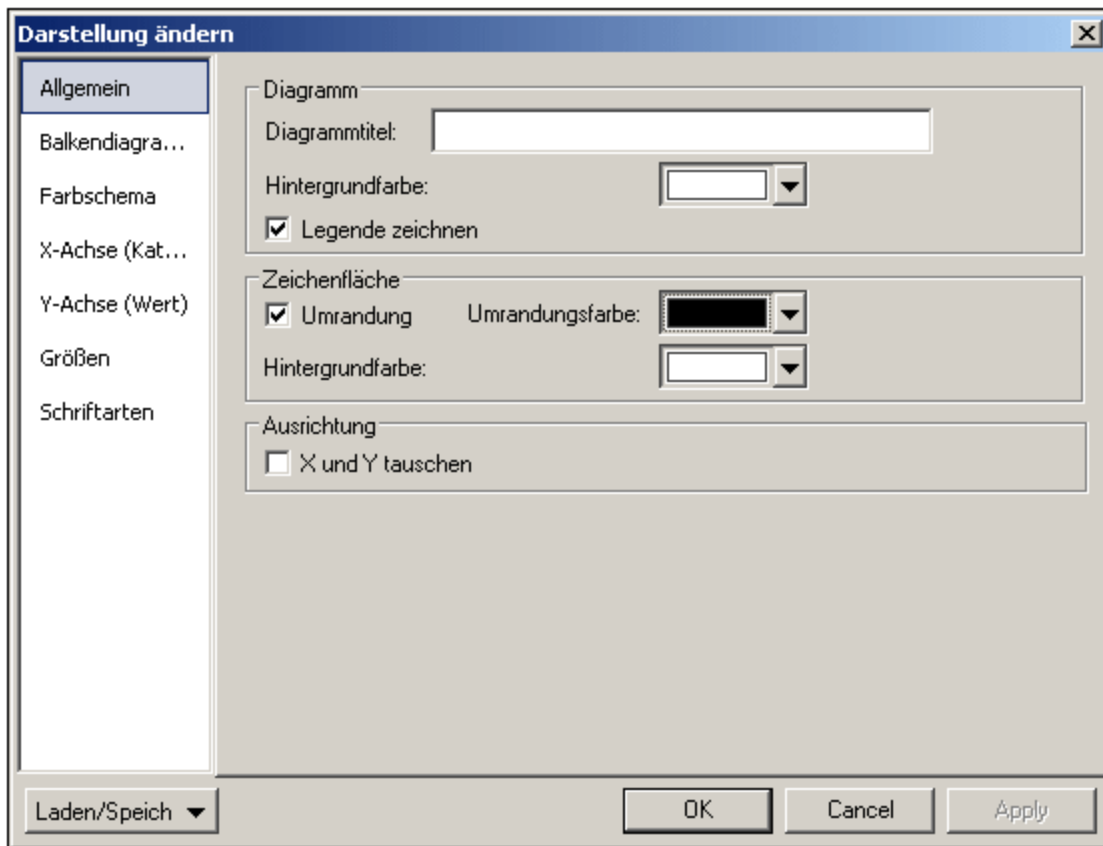 Darstellung ändern
Allgemein
Balkendiagra...
Farbschema
X-Achse (Kat...
Y-Achse (Wert)
Größen
Schriftarten
Diagramm
Diagrammtitel:
Hintergrundfarbe:
Legende zeichnen
Zeichenfläche
Umrandung Umrandungsfarbe:
Hintergrundfarbe:
Ausrichtung
X und Y tauschen
Laden/Speich OK Cancel Apply